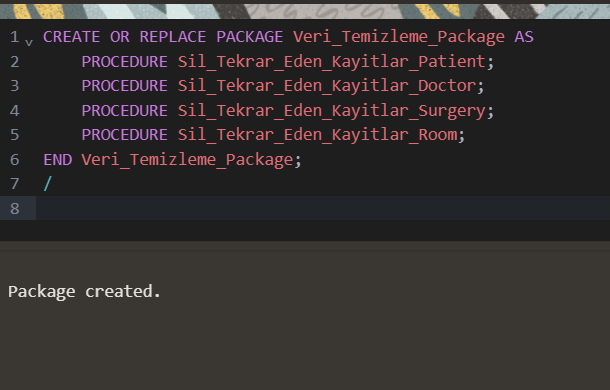 1 CREATE OR REPLACE PACKAGE Veri_Temizleme_Package AS
2 PROCEDURE Sil_Tekrar_Eden_Kayitlar_Patient;
3 PROCEDURE Sil_Tekrar_Eden_Kayitlar_Doctor;
4 PROCEDURE Sil_Tekrar_Eden_Kayitlar_Surgery;
5 PROCEDURE Sil_Tekrar_Eden_Kayitlar_Room;
6 END Veri_Temizleme_Package;
7 /
8
Package created.